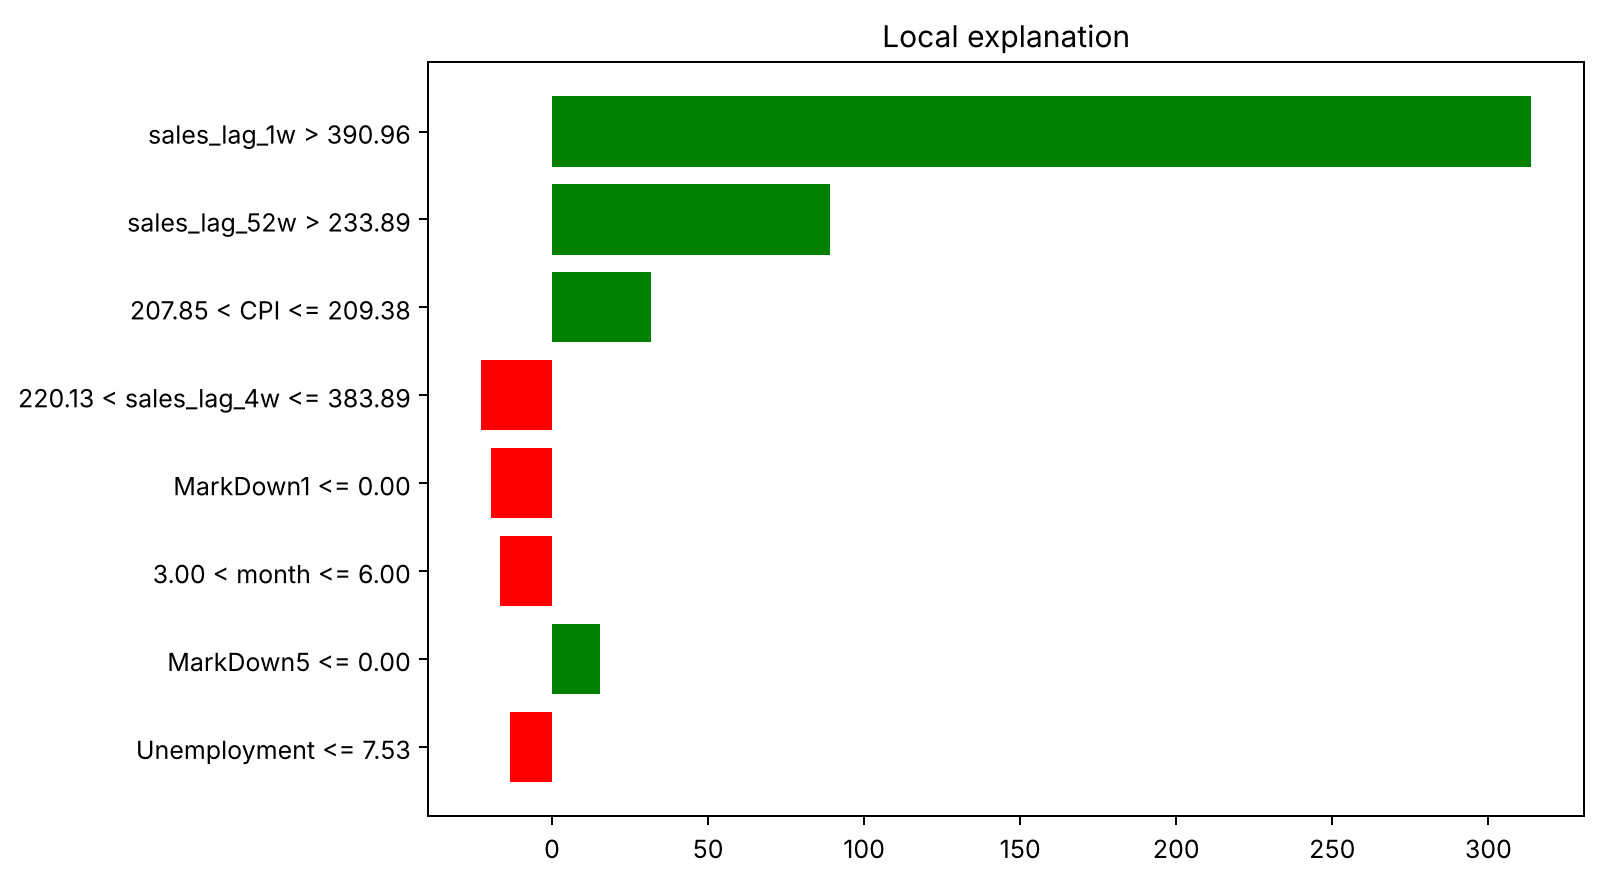 Local explanation
sales_lag_1w > 390.96
sales_lag_52w > 233.89
207.85 < CPI <= 209.38
220.13 < sales_lag_4w <= 383.89
MarkDown1 <= 0.00
3.00 < month <= 6.00
MarkDown5 <= 0.00
Unemployment <= 7.53
0 50 100 150 200 250 300